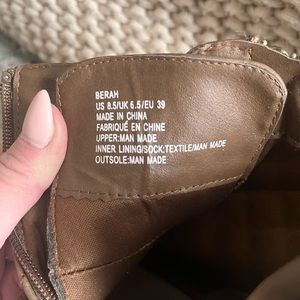 BERAH
US 8.5/UK 6.5/EU 39
MADE IN CHINA
FABRIQUÉ EN CHINE
UPPER:MAN MADE
INNER LINING/SOCK:TEXTILE/MAN MADE
OUTSOLE:MAN MADE